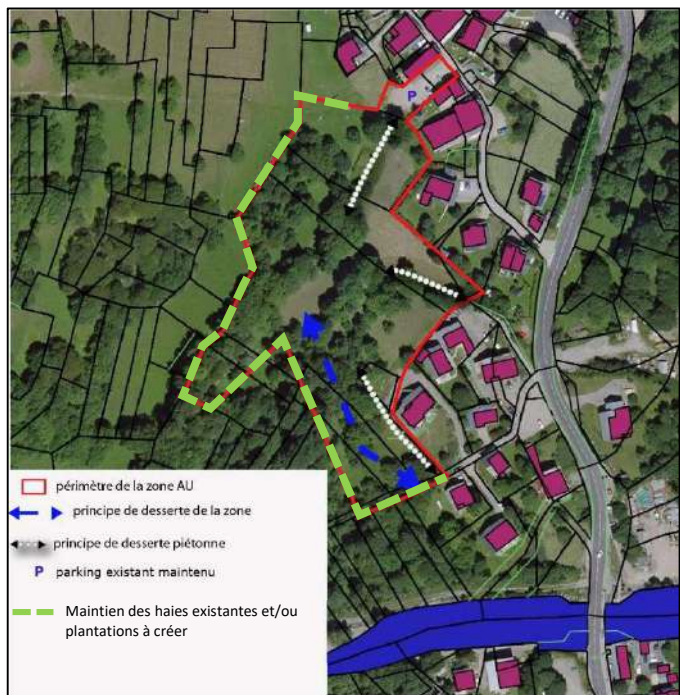 P
périmètre de la zone AU
principe de desserte de la zone
principe de desserte piétonne
P parking existant maintenu
Maintien des haies existantes et/ou
plantations à créer